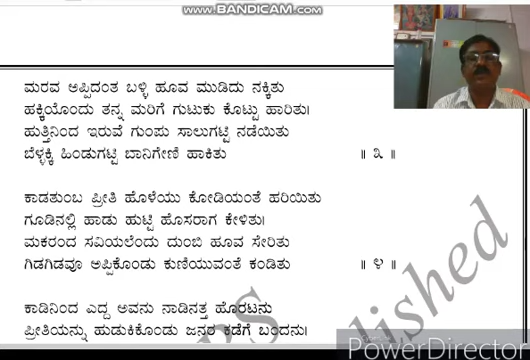 www.BANDICAM.com
ಮರವ ಅಪ್ಪಿದಂತ ಬಳ್ಳಿ ಹೂವ ಮುಡಿದು ನಕ್ಕಿತು
ಹಕ್ಕಿಯೊಂದು ತನ್ನ ಮರಿಗೆ ಗುಟುಕು ಕೊಟ್ಟು ಹಾರಿತು।
ಹುತ್ತಿನಿಂದ ಇರುವೆ ಗುಂಪು ಸಾಲುಗಟ್ಟಿ ನಡೆಯಿತು
ಬೆಳ್ಳಕ್ಕಿ ಹಿಂಡುಗಟ್ಟಿ ಬಾನಿಗೇಣಿ ಹಾಕಿತು ॥ ೩ ॥
ಕಾಡತುಂಬ ಪ್ರೀತಿ ಹೊಳೆಯು ಕೋಡಿಯಂತೆ ಹರಿಯಿತು
ಗೂಡಿನಲ್ಲಿ ಹಾಡು ಹುಟ್ಟಿ ಹೊಸರಾಗ ಕೇಳಿತು।
ಮಕರಂದ ಸವಿಯಲೆಂದು ದುಂಬಿ ಹೂವ ಸೇರಿತು
ಗಿಡಗಿಡವೂ ಅಪ್ಪಿಕೊಂಡು ಕುಣಿಯುವಂತೆ ಕಂಡಿತು ॥ ೪ ॥
ಕಾಡಿನಿಂದ ಎದ್ದ ಅವನು ನಾಡಿನತ್ತ ಹೊರಟನು
ಪ್ರೀತಿಯನ್ನು ಹುಡುಕಿಕೊಂಡು ಜನರ ಕಡೆಗೆ ಬಂದನು।
PowerDirector